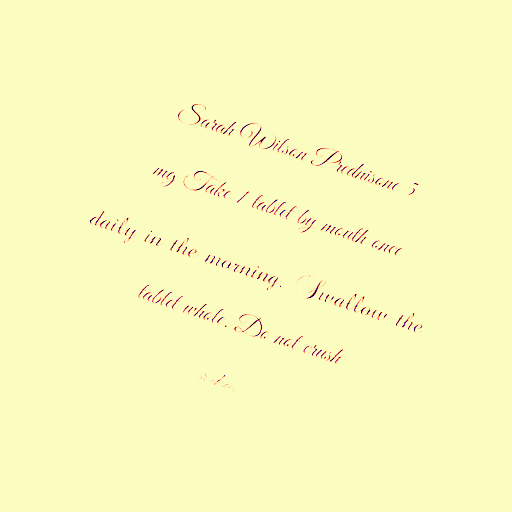 Sarah Wilson Prednisone 5
mg Take 1 tablet by mouth once
daily in the morning. Swallow the
tablet whole. Do not crush